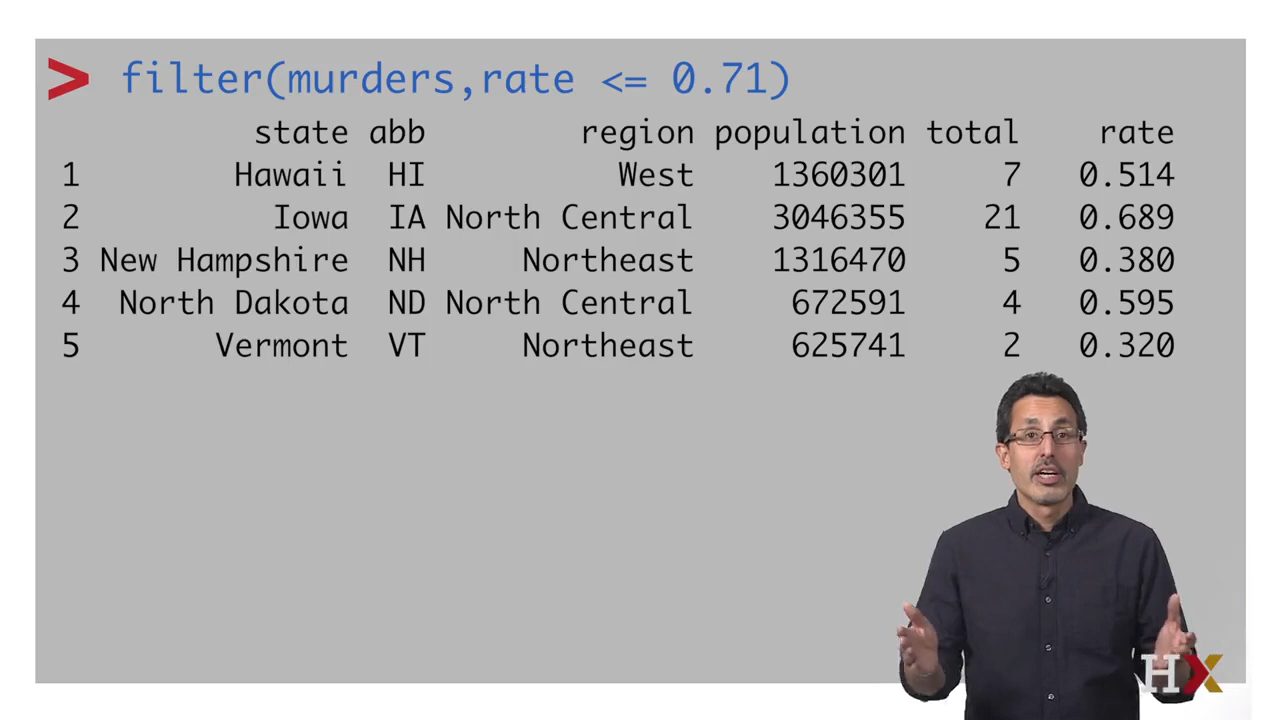 > filter(murders,rate <= 0.71)
state abb region population total rate
1 Hawaii HI West 1360301 7 0.514
2 Iowa IA North Central 3046355 21 0.689
3 New Hampshire NH Northeast 1316470 5 0.380
4 North Dakota ND North Central 672591 4 0.595
5 Vermont VT Northeast 625741 2 0.320
HX